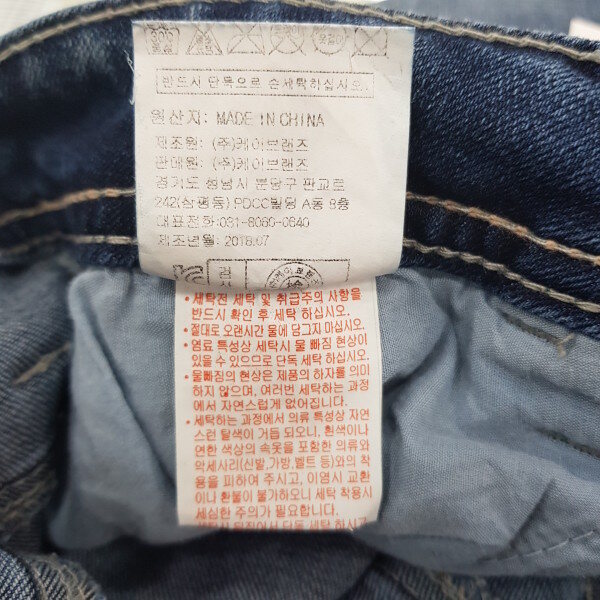 반드시 단독으로 손세탁하십시오.
원산지: MADE IN CHINA
제조원: (주)케이브랜즈
판매원: (주)케이브랜즈
경기도 성남시 분당구 판교로
242(삼평동) PDCC빌딩 A동 8층
대표전화:031-8060-0640
제조년월: 2018.07
검
• 세탁전 세탁 및 취급주의 사항을
반드시 확인 후 세탁 하십시오.
• 절대로 오랜시간 물에 담그지 마십시오.
• 염료 특성상 세탁시 물 빠짐 현상이
있을 수 있으므로 단독 세탁 하십시오.
• 물빠짐의 현상은 제품의 하자를 의미
하지 않으며, 여러번 세탁하는 과정
에서 자연스럽게 없어집니다.
• 세탁하는 과정에서 의류 특성상 자연
스런 탈색이 거듭 되오니, 흰색이나
연한 색상의 속옷을 포함한 의류와
악세사리(신발,가방,벨트 등)와의 착
용을 피하여 주시고, 이염시 교환
이나 환불이 불가하오니 세탁 착용시
세심한 주의가 필요합니다.
단독 세탁 하시고